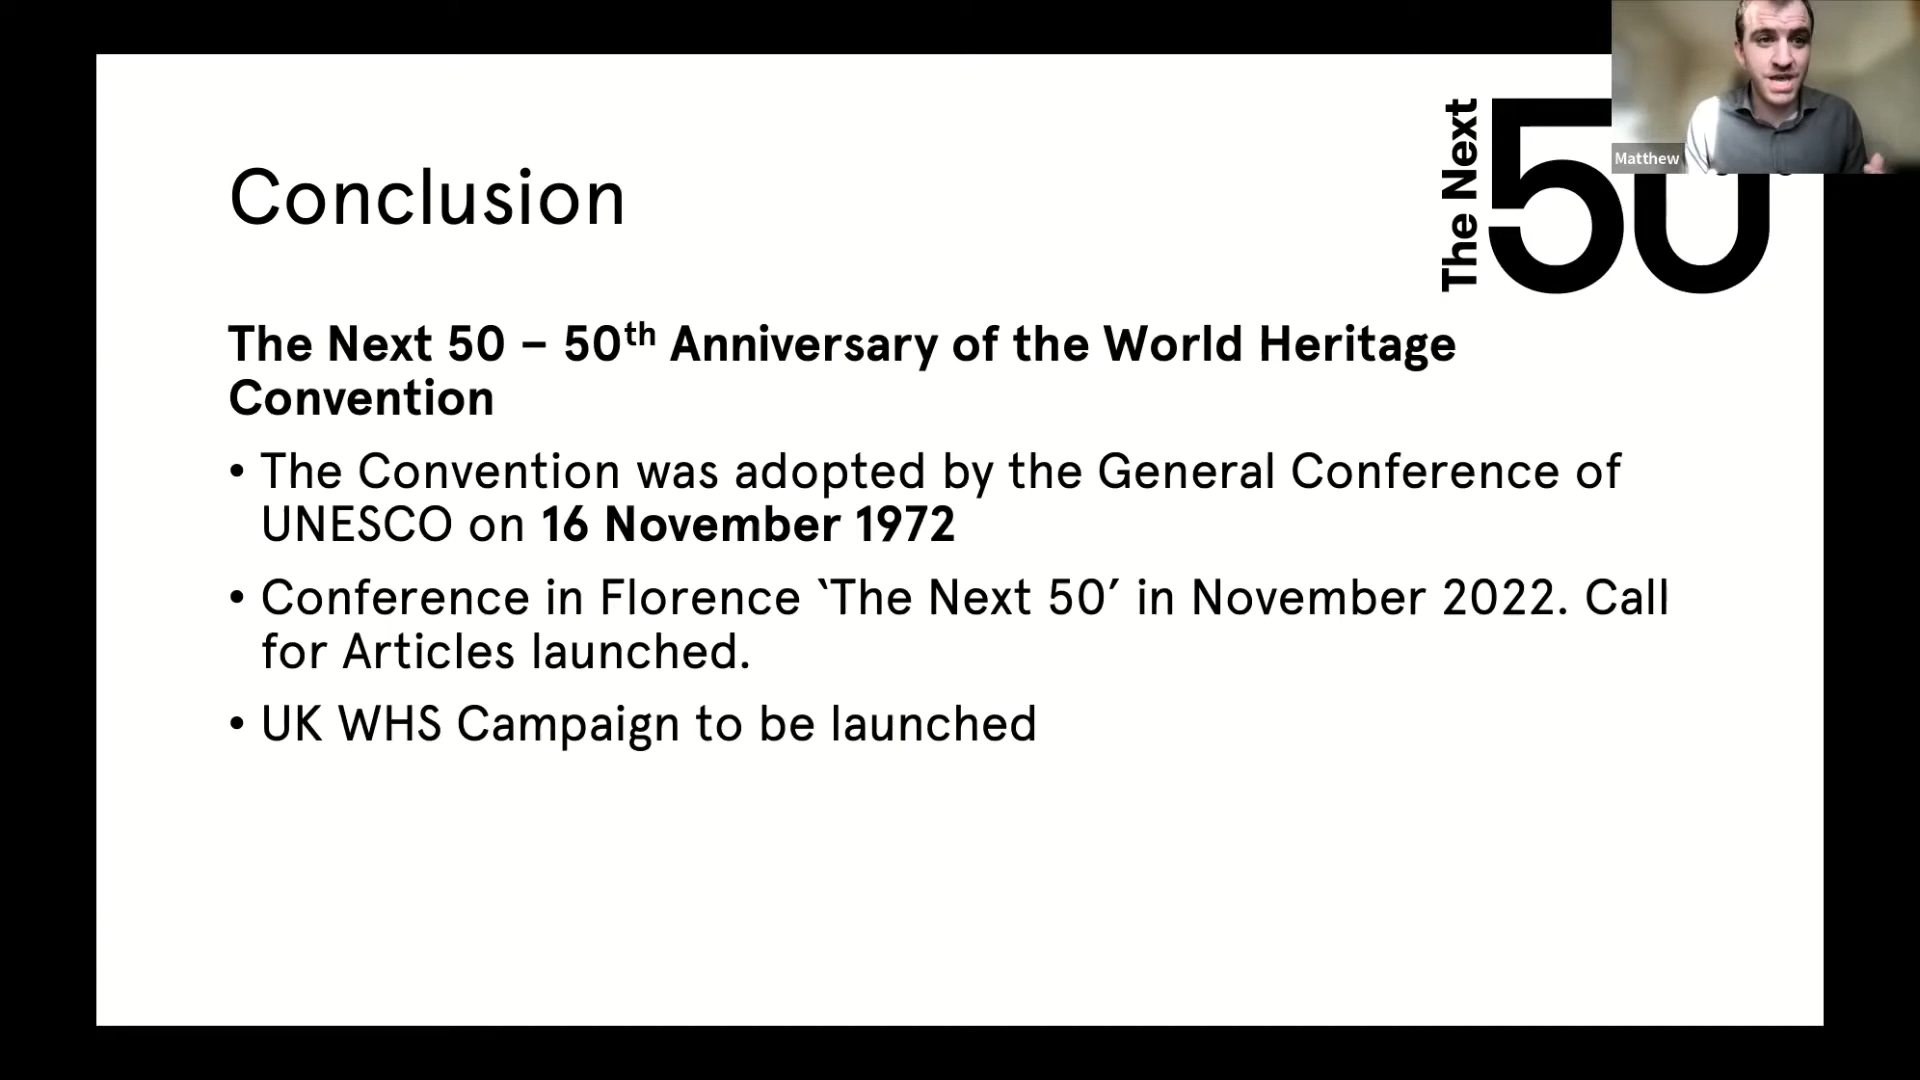 Conclusion
The Next
50
Matthew
The Next 50 – 50th Anniversary of the World Heritage
Convention
• The Convention was adopted by the General Conference of
UNESCO on 16 November 1972
• Conference in Florence ‘The Next 50’ in November 2022. Call
for Articles launched.
• UK WHS Campaign to be launched